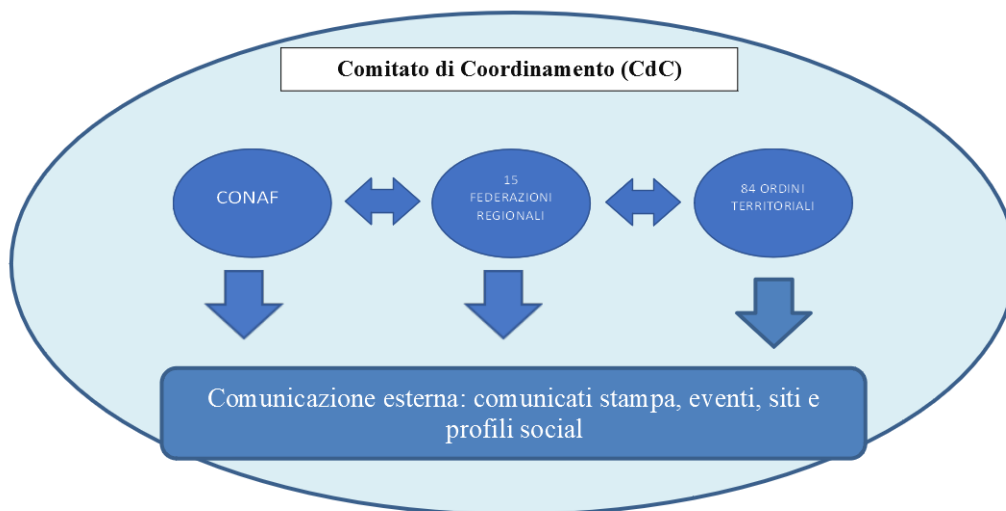 Comitato di Coordinamento (CdC)
CONAF
15
FEDERAZIONI
REGIONALI
84 ORDINI
TERRITORIALI
Comunicazione esterna: comunicati stampa, eventi, siti e
profili social